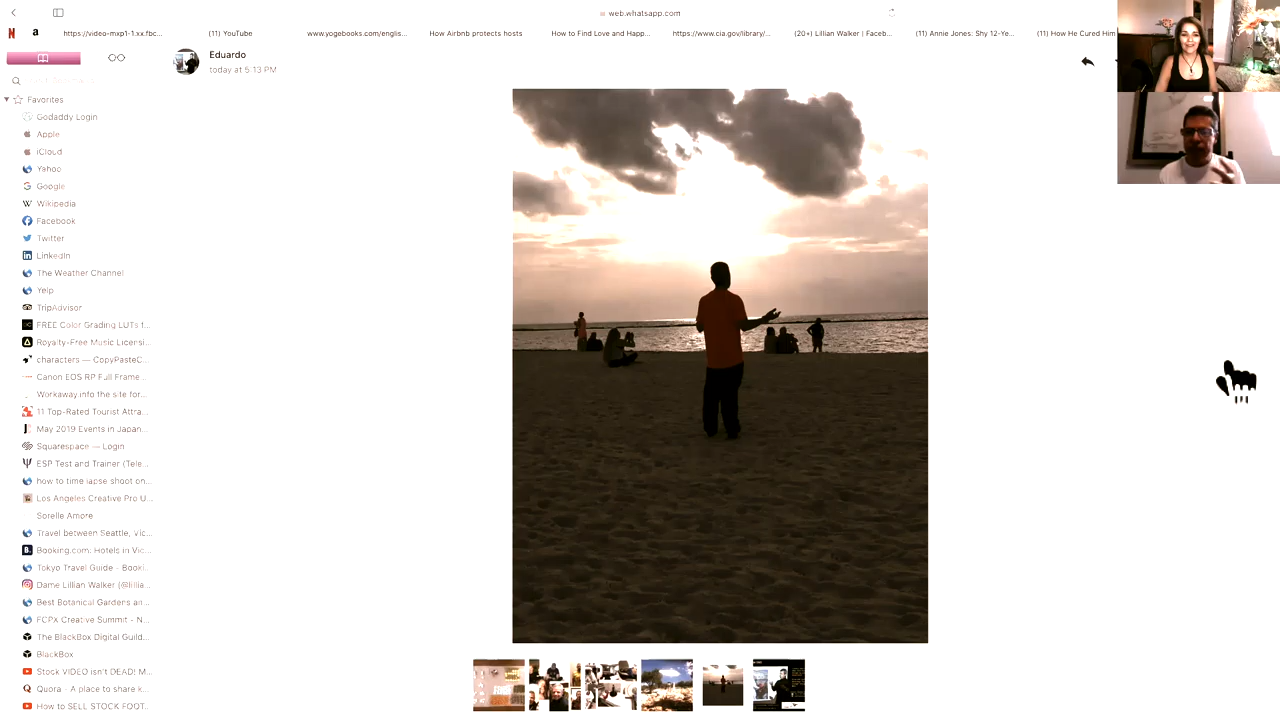 web.whatsapp.com
https://video-mxp1-1.xx.fbc... (11) YouTube www.yogebooks.com/englis... How Airbnb protects hosts How to Find Love and Happ... https://www.cia.gov/library/... (20+) Lillian Walker | Faceb... (11) Annie Jones: Shy 12-Ye... (11) How He Cured Him
Eduardo
today at 5:13 PM
Favorites
Godaddy Login
Apple
iCloud
Yahoo
Google
Wikipedia
Facebook
Twitter
LinkedIn
The Weather Channel
Yelp
TripAdvisor
FREE Color Grading LUTs f...
Royalty-Free Music Licensi...
characters — CopyPasteC...
Canon EOS RP Full Frame ...
Workaway.info the site for...
11 Top-Rated Tourist Attra...
May 2019 Events in Japan...
Squarespace — Login
ESP Test and Trainer (Tele...
how to time lapse shoot on...
Los Angeles Creative Pro U...
Sorelle Amore
Travel between Seattle, Vic...
Booking.com: Hotels in Vic...
Tokyo Travel Guide - Booki...
Dame Lillian Walker (@lillia...
Best Botanical Gardens an...
FCPX Creative Summit - N...
The BlackBox Digital Guild...
BlackBox
Stock VIDEO isn't DEAD! M...
Quora - A place to share k...